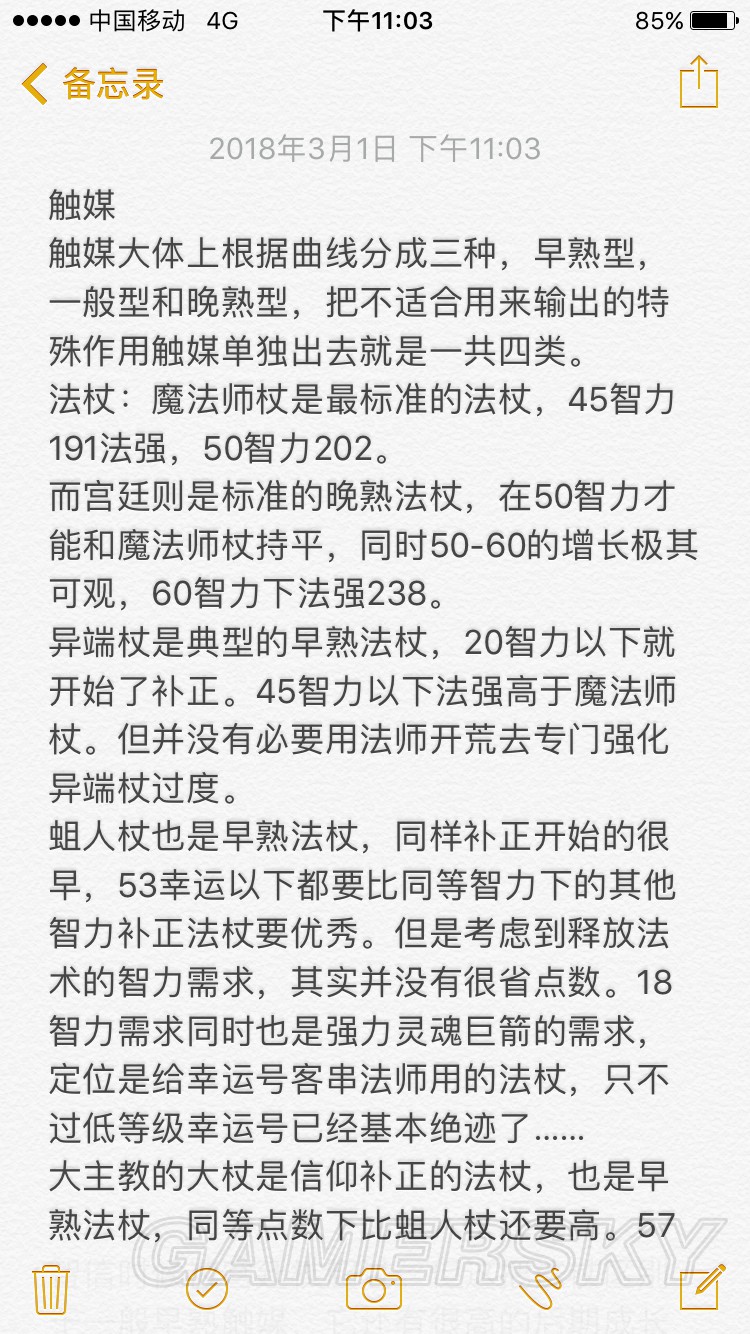 中国移动 4G 下午11:03 85%
备忘录
2018年3月1日 下午11:03
触媒
触媒大体上根据曲线分成三种，早熟型，
一般型和晚熟型，把不适合用来输出的特
殊作用触媒单独出去就是一共四类。
法杖：魔法师杖是最标准的法杖，45智力
191法强，50智力202。
而宫廷则是标准的晚熟法杖，在50智力才
能和魔法师杖持平，同时50-60的增长极其
可观，60智力下法强238。
异端杖是典型的早熟法杖，20智力以下就
开始了补正。45智力以下法强高于魔法师
杖。但并没有必要用法师开荒去专门强化
异端杖过度。
蛆人杖也是早熟法杖，同样补正开始的很
早，53幸运以下都要比同等智力下的其他
智力补正法杖要优秀。但是考虑到释放法
术的智力需求，其实并没有很省点数。18
智力需求同时也是强力灵魂巨箭的需求，
定位是给幸运号客串法师用的法杖，只不
过低等级幸运号已经基本绝迹了……
大主教的大杖是信仰补正的法杖，也是早
熟法杖，同等点数下比蛆人杖还要高。57
GAMERSKY